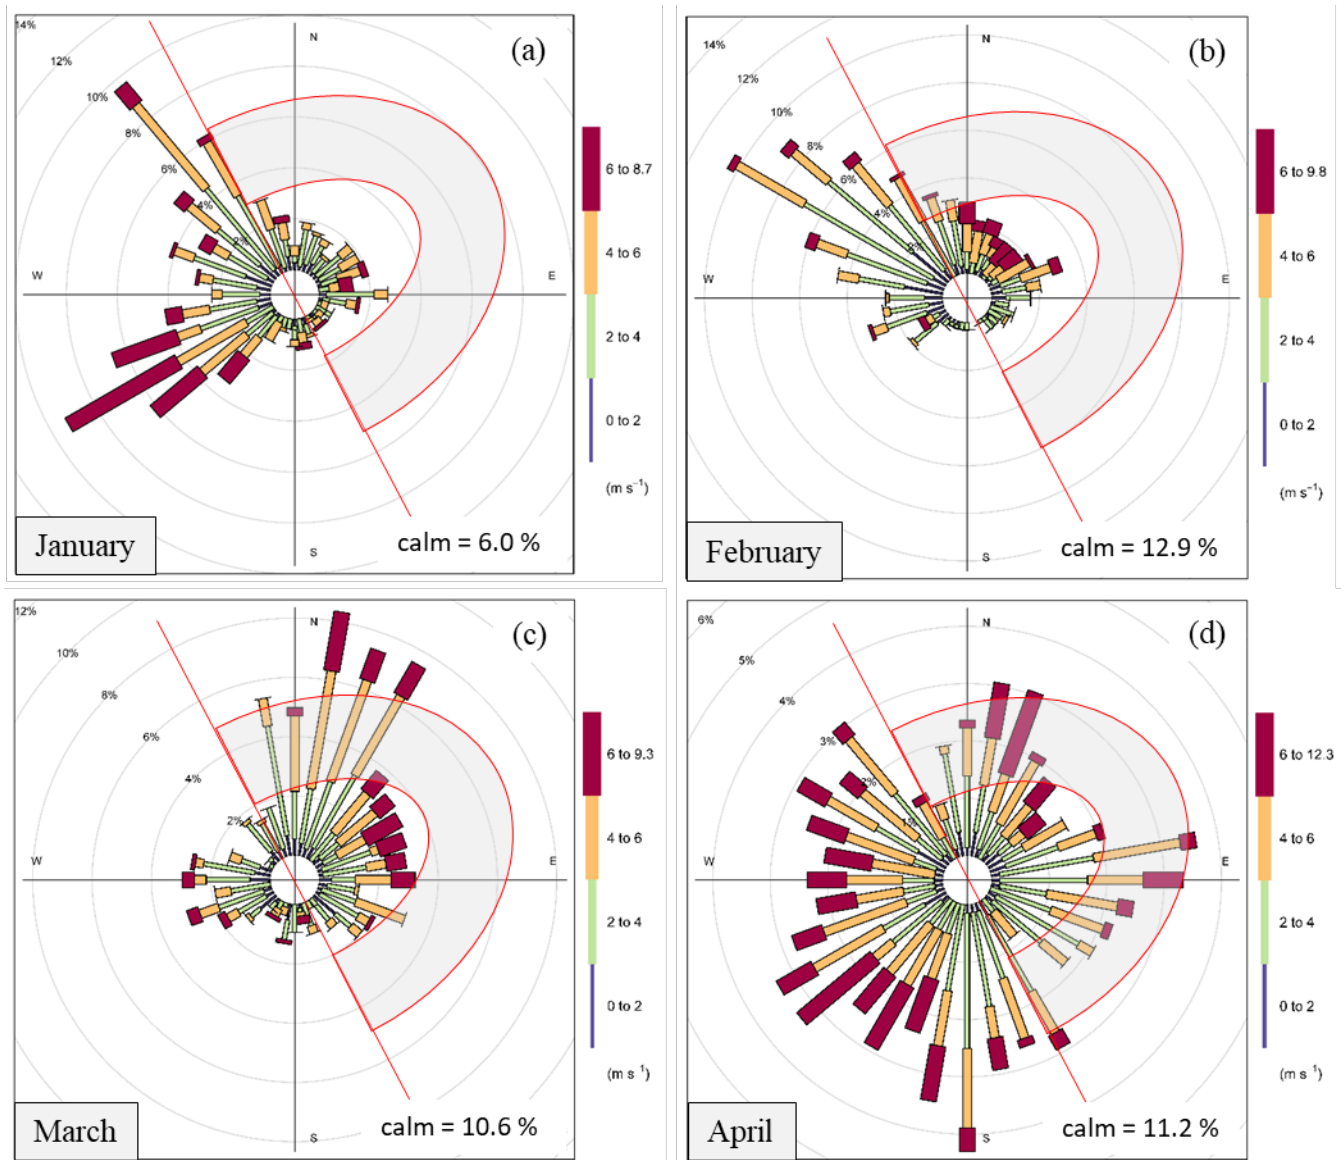 14%
12%
10%
8%
6%
4%
2%
N
(a)
W
E
S
6 to 8.7
4 to 6
2 to 4
0 to 2
(m s⁻¹)
January
calm = 6.0 %
14%
12%
10%
8%
6%
4%
2%
N
(b)
W
E
S
6 to 9.8
4 to 6
2 to 4
0 to 2
(m s⁻¹)
February
calm = 12.9 %
12%
10%
8%
6%
4%
2%
N
(c)
W
E
S
6 to 9.3
4 to 6
2 to 4
0 to 2
(m s⁻¹)
March
calm = 10.6 %
6%
5%
4%
3%
2%
N
(d)
W
E
S
6 to 12.3
4 to 6
2 to 4
0 to 2
(m s⁻¹)
April
calm = 11.2 %